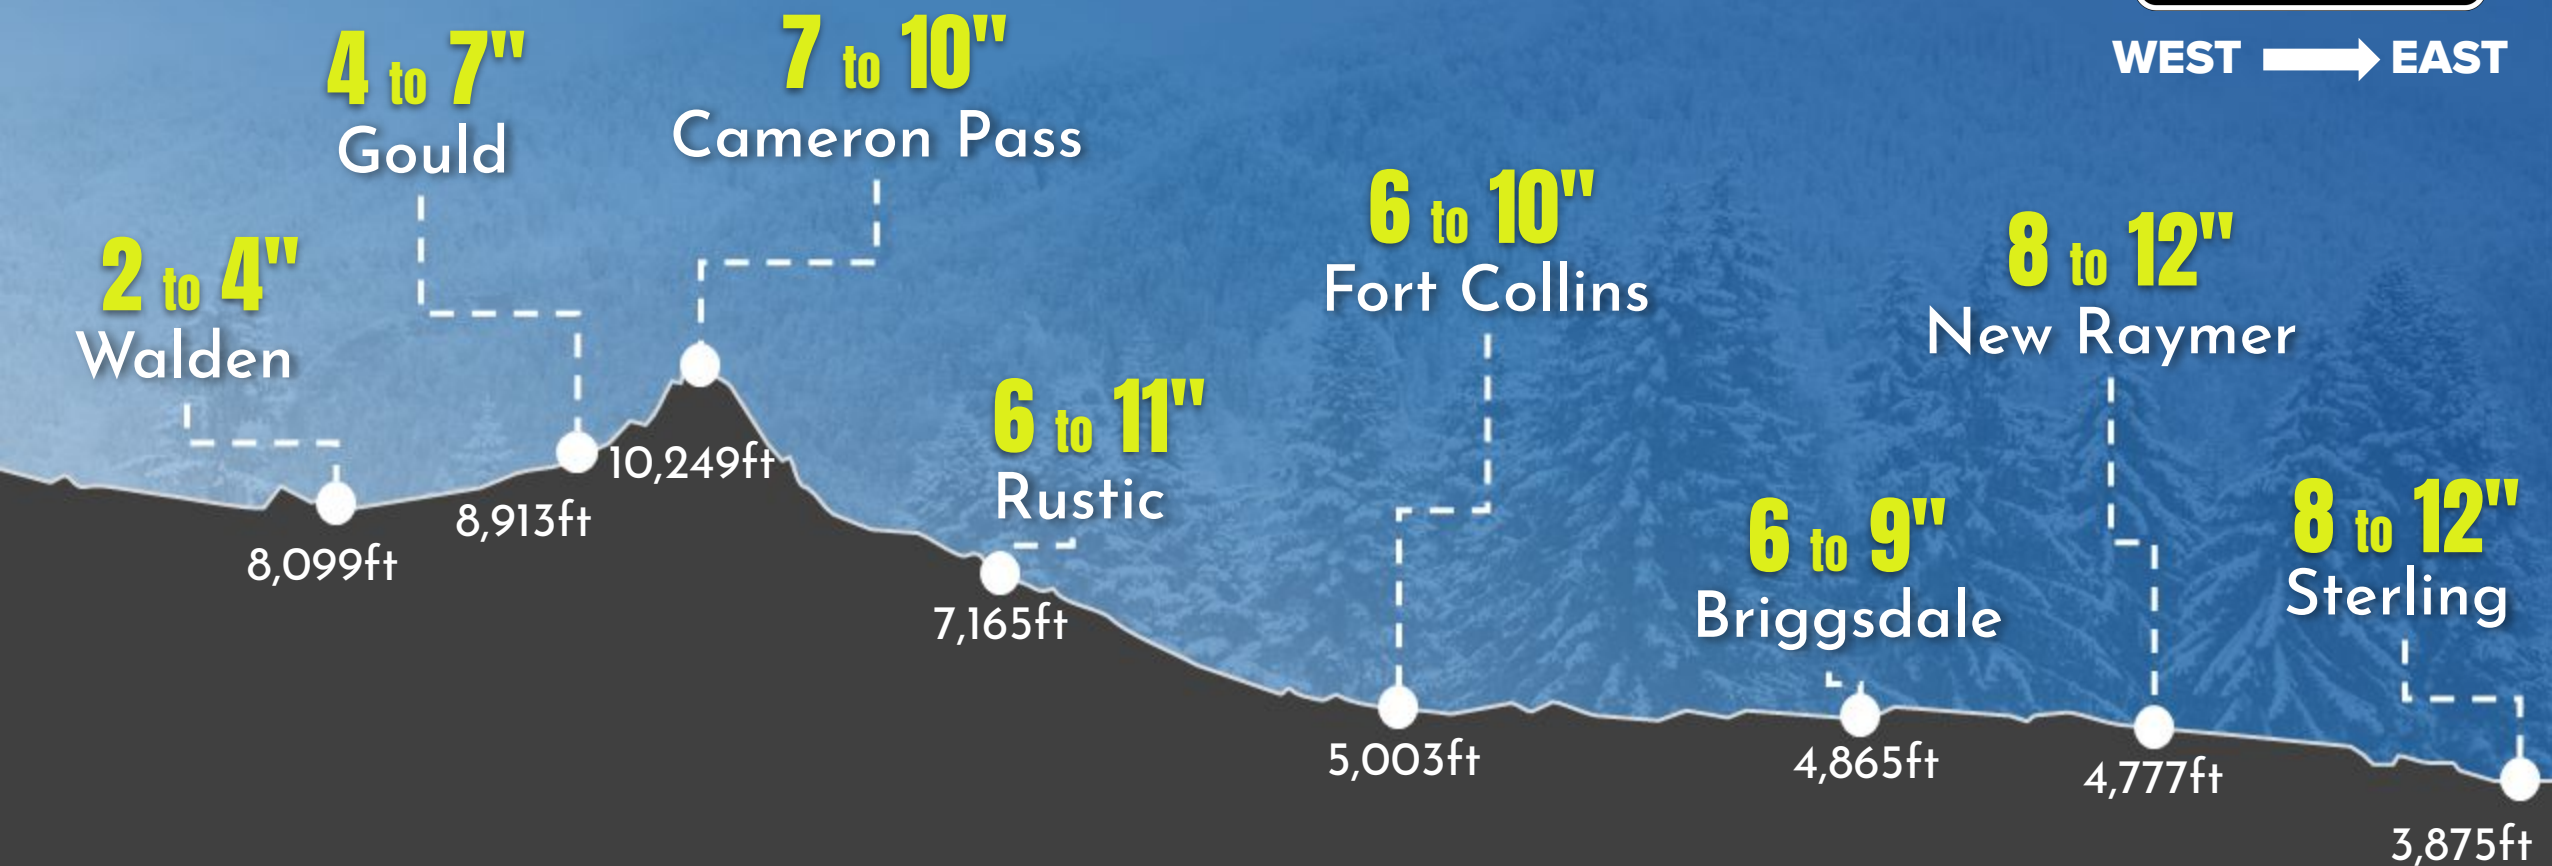 WEST EAST
4 to 7"
Gould
7 to 10"
Cameron Pass
2 to 4"
Walden
6 to 10"
Fort Collins
8 to 12"
New Raymer
6 to 11"
Rustic
6 to 9"
Briggsdale
8 to 12"
Sterling
8,099ft
8,913ft
10,249ft
7,165ft
5,003ft
4,865ft
4,777ft
3,875ft